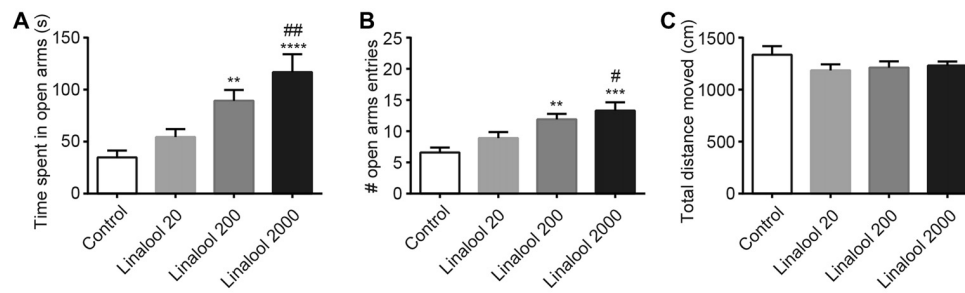 A
Time spent in open arms (s)
150
100
50
0
**
##
****
Control
Linalool 20
Linalool 200
Linalool 2000
B
# open arms entries
25
20
15
10
5
0
**
#
***
Control
Linalool 20
Linalool 200
Linalool 2000
C
Total distance moved (cm)
1500
1000
500
0
Control
Linalool 20
Linalool 200
Linalool 2000